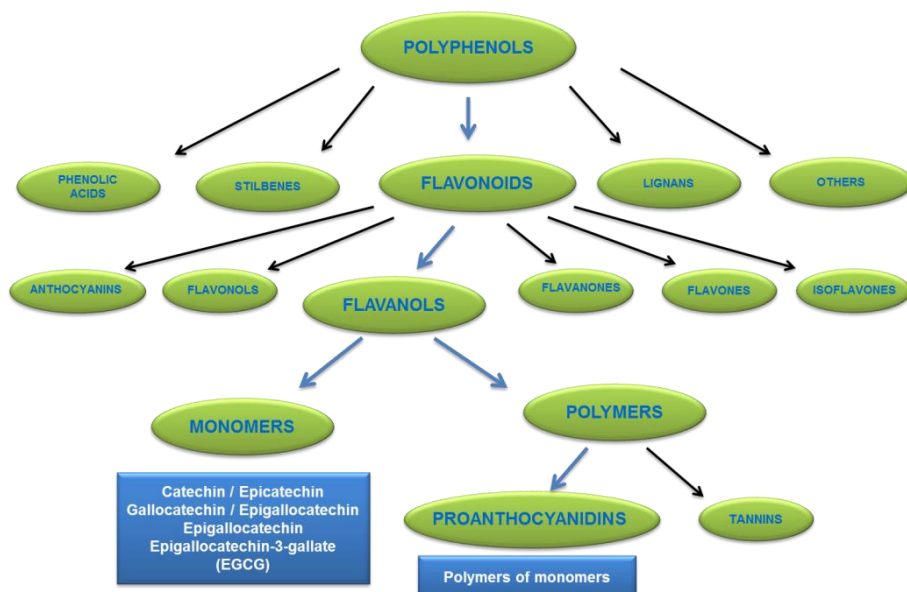 POLYPHENOLS
PHENOLIC
ACIDS
STILBENES
FLAVONOIDS
LIGNANS
OTHERS
ANTHOCYANINS
FLAVONOLS
FLAVANOLS
FLAVANONES
FLAVONES
ISOFLAVONES
MONOMERS
POLYMERS
Catechin / Epicatechin
Gallocatechin / Epigallocatechin
Epigallocatechin
Epigallocatechin-3-gallate
(EGCG)
PROANTHOCYANIDINS
TANNINS
Polymers of monomers